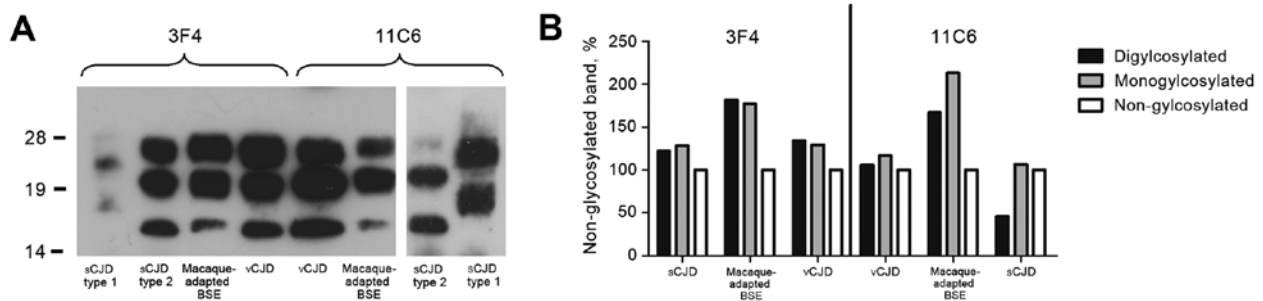 A
3F4
11C6
28
19
14
sCJD
type 1
sCJD
type 2
Macaque-
adapted
BSE
vCJD
vCJD
Macaque-
adapted
BSE
sCJD
type 2
sCJD
type 1
B
Non-glycosylated band, %
250
200
150
100
50
0
3F4
11C6
sCJD
Macaque-
adapted
BSE
vCJD
vCJD
Macaque-
adapted
BSE
sCJD
Digylcosylated
Monogylcosylated
Non-gylcosylated